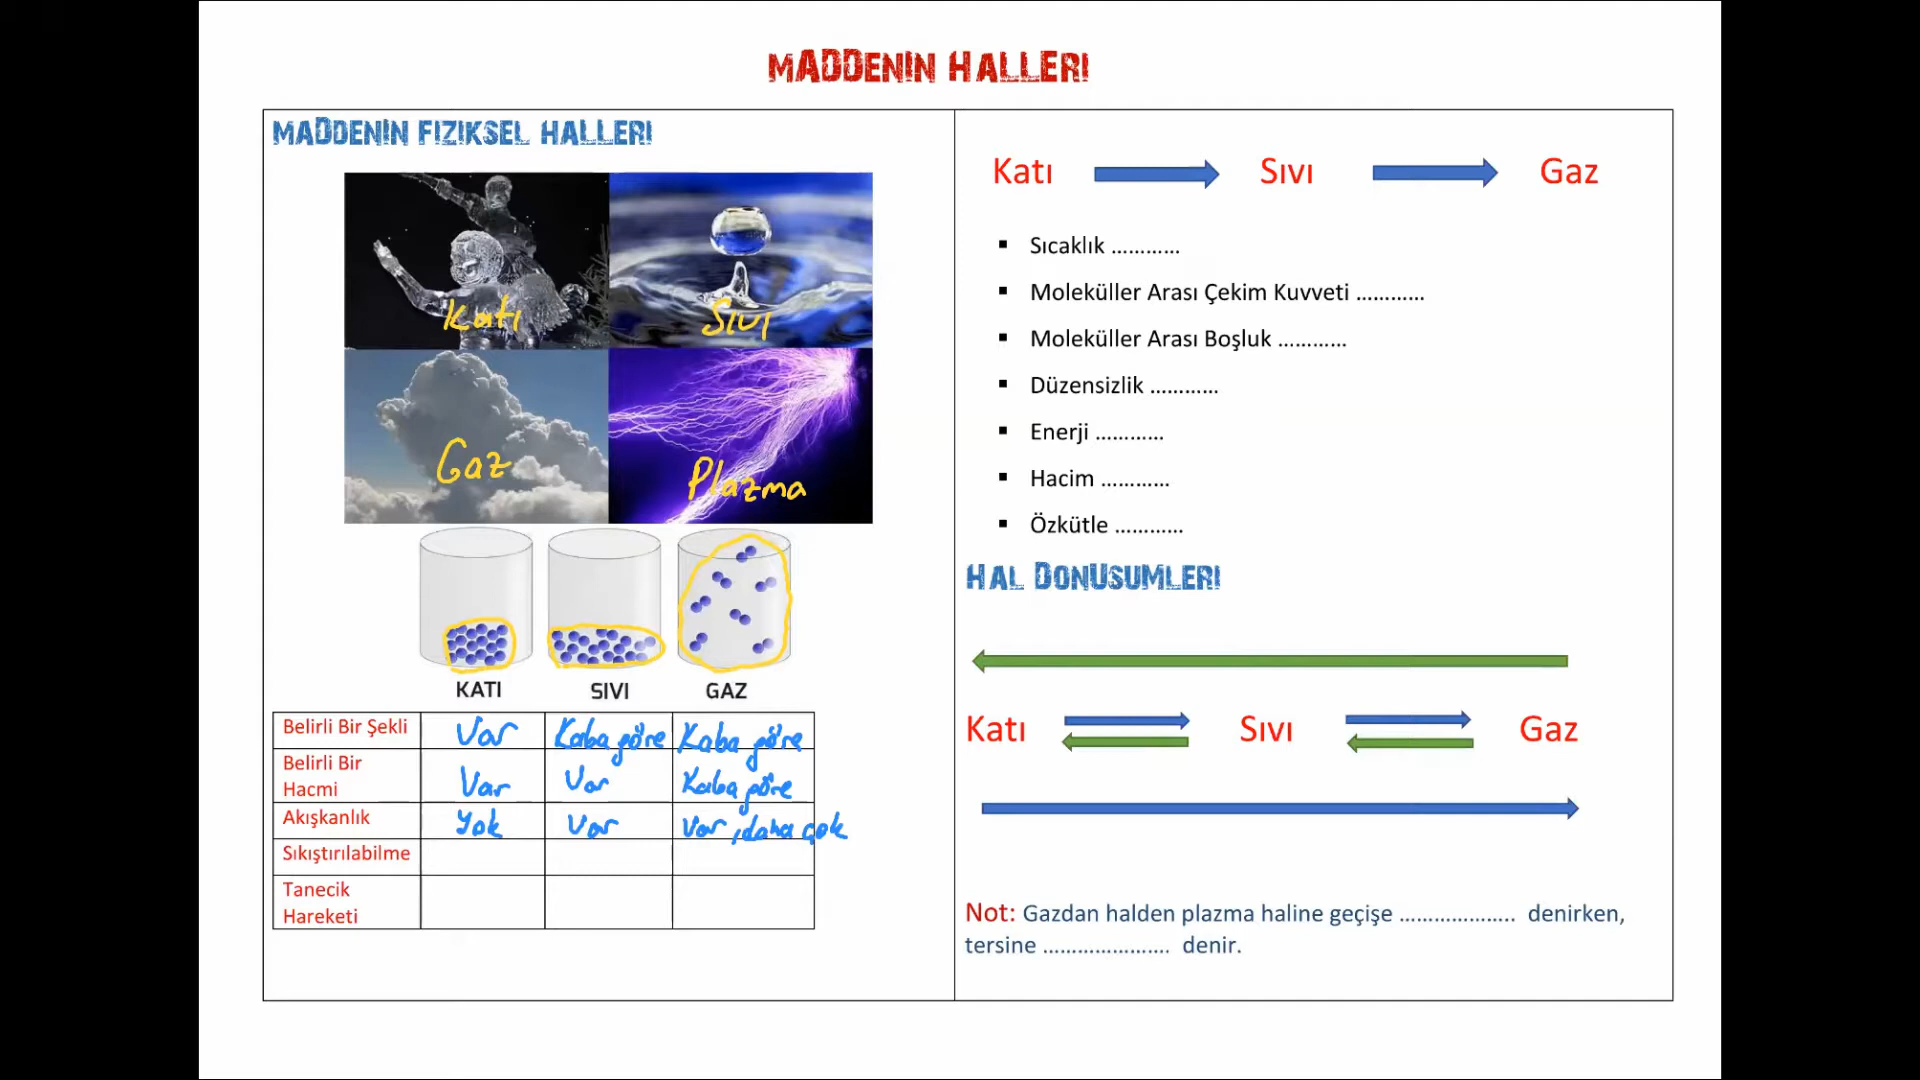 MADDENIN HALLERI
MADDENIN FIZIKSEL HALLERI
Katı
Sıvı
Gaz
Plazma
KATI SIVI GAZ
Belirli Bir Şekli Var Kaba göre Kaba göre
Belirli Bir
Hacmi Var Var Kaba göre
Akışkanlık Yok Var Var, daha çok
Sıkıştırılabilme
Tanecik
Hareketi
Katı Sıvı Gaz
▪ Sıcaklık …………
▪ Moleküller Arası Çekim Kuvveti …………
▪ Moleküller Arası Boşluk …………
▪ Düzensizlik …………
▪ Enerji …………
▪ Hacim …………
▪ Özkütle …………
HAL DONUSUMLERI
Katı Sıvı Gaz
Not: Gazdan halden plazma haline geçişe ……………….. denirken,
tersine …………………. denir.